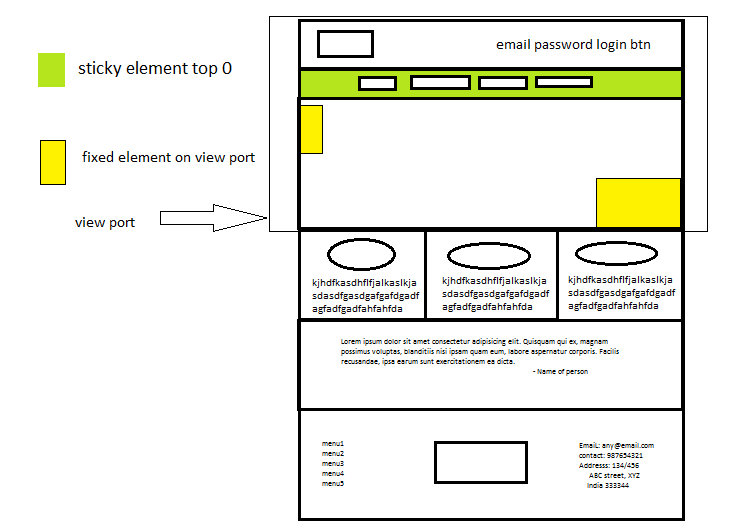 sticky element top 0
fixed element on view port
view port
email password login btn
kjhdfkasdhflfjalkaslkja
sdasdfgasdgafgafdgadf
agfadfgadfahfahfda
kjhdfkasdhflfjalkaslkja
sdasdfgasdgafgafdgadf
agfadfgadfahfahfda
kjhdfkasdhflfjalkaslkja
sdasdfgasdgafgafdgadf
agfadfgadfahfahfda
Lorem ipsum dolor sit amet consectetur adipisicing elit. Quisquam qui ex, magnam
possimus voluptas, blanditiis nisi ipsam quam eum, labore aspernatur corporis. Facilis
recusandae, ipsa earum sunt exercitationem ea dicta.
- Name of person
menu1
menu2
menu3
menu4
menu5
EmaiL: any@email.com
contact: 987654321
Addresss: 134/456
ABC street, XYZ
India 333344